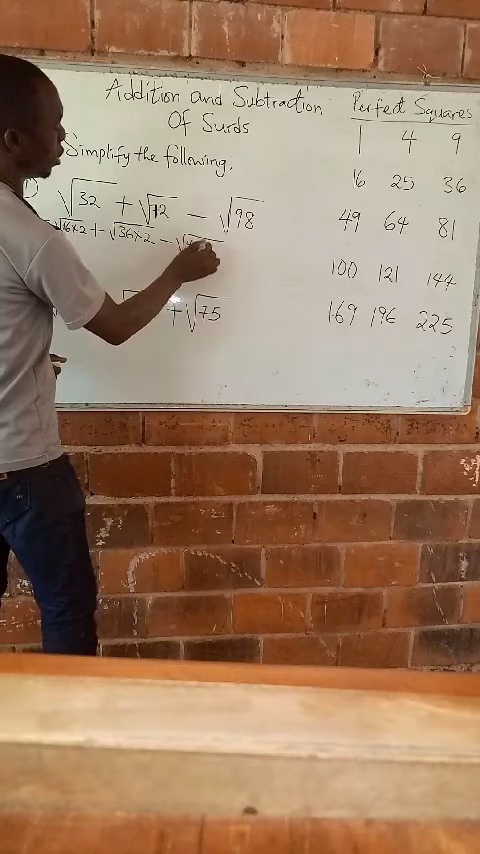 Addition and Subtraction
Of Surds
Simplify the following.
√32 + √72 − √98
√16×2 + √36×2 − √4
+ √75
Perfect Squares
1 4 9
16 25 36
49 64 81
100 121 144
169 196 225